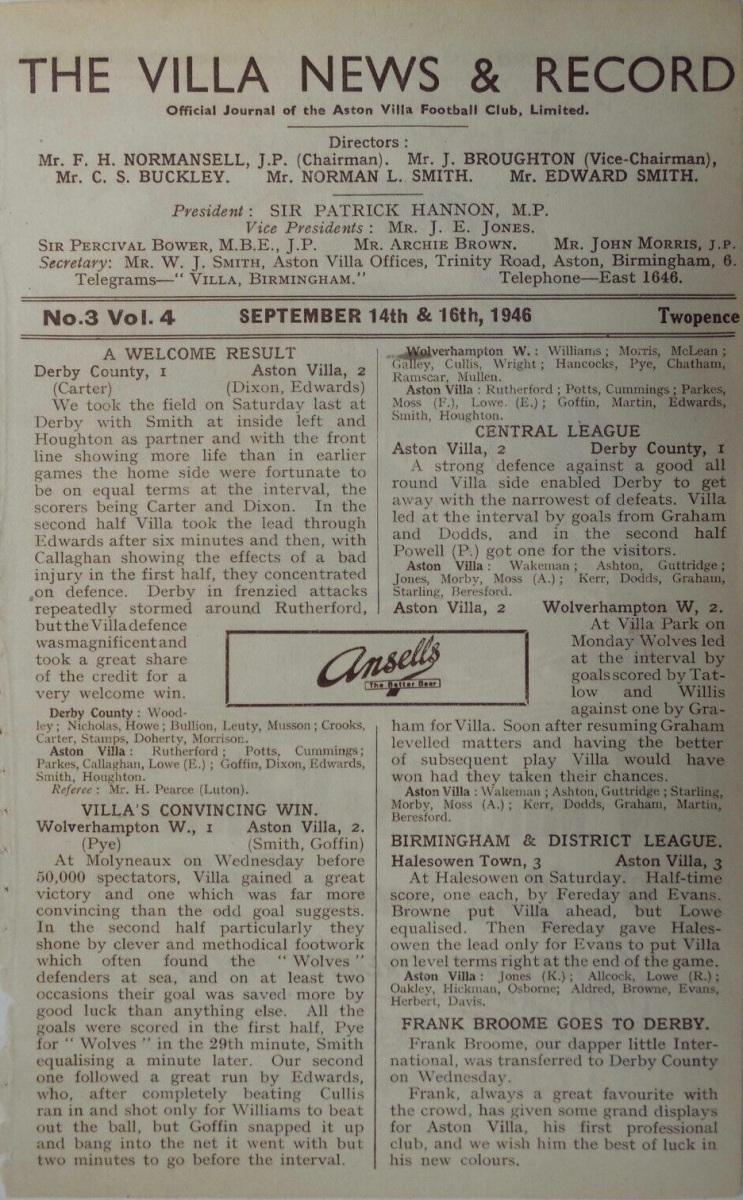 THE VILLA NEWS & RECORD
Official Journal of the Aston Villa Football Club, Limited.
Directors :
Mr. F. H. NORMANSELL, J.P. (Chairman). Mr. J. BROUGHTON (Vice-Chairman),
Mr. C. S. BUCKLEY. Mr. NORMAN L. SMITH. Mr. EDWARD SMITH.
President : SIR PATRICK HANNON, M.P.
Vice Presidents : MR. J. E. JONES.
SIR PERCIVAL BOWER, M.B.E., J.P. MR. ARCHIE BROWN. MR. JOHN MORRIS, J.P.
Secretary: MR. W. J. SMITH, Aston Villa Offices, Trinity Road, Aston, Birmingham, 6.
Telegrams—" VILLA, BIRMINGHAM." Telephone—East 1646.
No.3 Vol. 4 SEPTEMBER 14th & 16th, 1946 Twopence
A WELCOME RESULT
Derby County, 1 Aston Villa, 2
(Carter) (Dixon, Edwards)
We took the field on Saturday last at
Derby with Smith at inside left and
Houghton as partner and with the front
line showing more life than in earlier
games the home side were fortunate to
be on equal terms at the interval, the
scorers being Carter and Dixon. In the
second half Villa took the lead through
Edwards after six minutes and then, with
Callaghan showing the effects of a bad
injury in the first half, they concentrated
on defence. Derby in frenzied attacks
repeatedly stormed around Rutherford,
but the Villa defence
was magnificent and
took a great share
of the credit for a
very welcome win.
Derby County : Wood-
ley ; Nicholas, Howe ; Bullion, Leuty, Musson ; Crooks,
Carter, Stamps, Doherty, Morrison.
Aston Villa : Rutherford ; Potts, Cummings ;
Parkes, Callaghan, Lowe (E.) ; Goffin, Dixon, Edwards,
Smith, Houghton.
Referee : Mr. H. Pearce (Luton).
VILLA'S CONVINCING WIN.
Wolverhampton W., 1 Aston Villa, 2.
(Pye) (Smith, Goffin)
At Molyneaux on Wednesday before
50,000 spectators, Villa gained a great
victory and one which was far more
convincing than the odd goal suggests.
In the second half particularly they
shone by clever and methodical footwork
which often found the " Wolves "
defenders at sea, and on at least two
occasions their goal was saved more by
good luck than anything else. All the
goals were scored in the first half, Pye
for " Wolves " in the 29th minute, Smith
equalising a minute later. Our second
one followed a great run by Edwards,
who, after completely beating Cullis
ran in and shot only for Williams to beat
out the ball, but Goffin snapped it up
and bang into the net it went with but
two minutes to go before the interval.
Wolverhampton W. : Williams ; Morris, McLean ;
Galley, Cullis, Wright ; Hancocks, Pye, Chatham,
Ramscar, Mullen.
Aston Villa : Rutherford ; Potts, Cummings ; Parkes,
Moss (F.), Lowe. (E.) ; Goffin, Martin, Edwards,
Smith, Houghton.
CENTRAL LEAGUE
Aston Villa, 2 Derby County, 1
A strong defence against a good all
round Villa side enabled Derby to get
away with the narrowest of defeats. Villa
led at the interval by goals from Graham
and Dodds, and in the second half
Powell (P.) got one for the visitors.
Aston Villa : Wakeman ; Ashton, Guttridge ;
Jones, Morby, Moss (A.) ; Kerr, Dodds, Graham,
Starling, Beresford.
Aston Villa, 2 Wolverhampton W, 2.
At Villa Park on
Monday Wolves led
at the interval by
goals scored by Tat-
low and Willis
against one by Gra-
ham for Villa. Soon after resuming Graham
levelled matters and having the better
of subsequent play Villa would have
won had they taken their chances.
Aston Villa : Wakeman ; Ashton, Guttridge ; Starling,
Morby, Moss (A.) ; Kerr, Dodds, Graham, Martin,
Beresford.
BIRMINGHAM & DISTRICT LEAGUE.
Halesowen Town, 3 Aston Villa, 3
At Halesowen on Saturday. Half-time
score, one each, by Fereday and Evans.
Browne put Villa ahead, but Lowe
equalised. Then Fereday gave Hales-
owen the lead only for Evans to put Villa
on level terms right at the end of the game.
Aston Villa : Jones (K.) ; Allcock, Lowe (R.) ;
Oakley, Hickman, Osborne; Aldred, Browne, Evans,
Herbert, Davis.
FRANK BROOME GOES TO DERBY.
Frank Broome, our dapper little Inter-
national, was transferred to Derby County
on Wednesday.
Frank, always a great favourite with
the crowd, has given some grand displays
for Aston Villa, his first professional
club, and we wish him the best of luck in
his new colours.
Ansells
The Better Beer